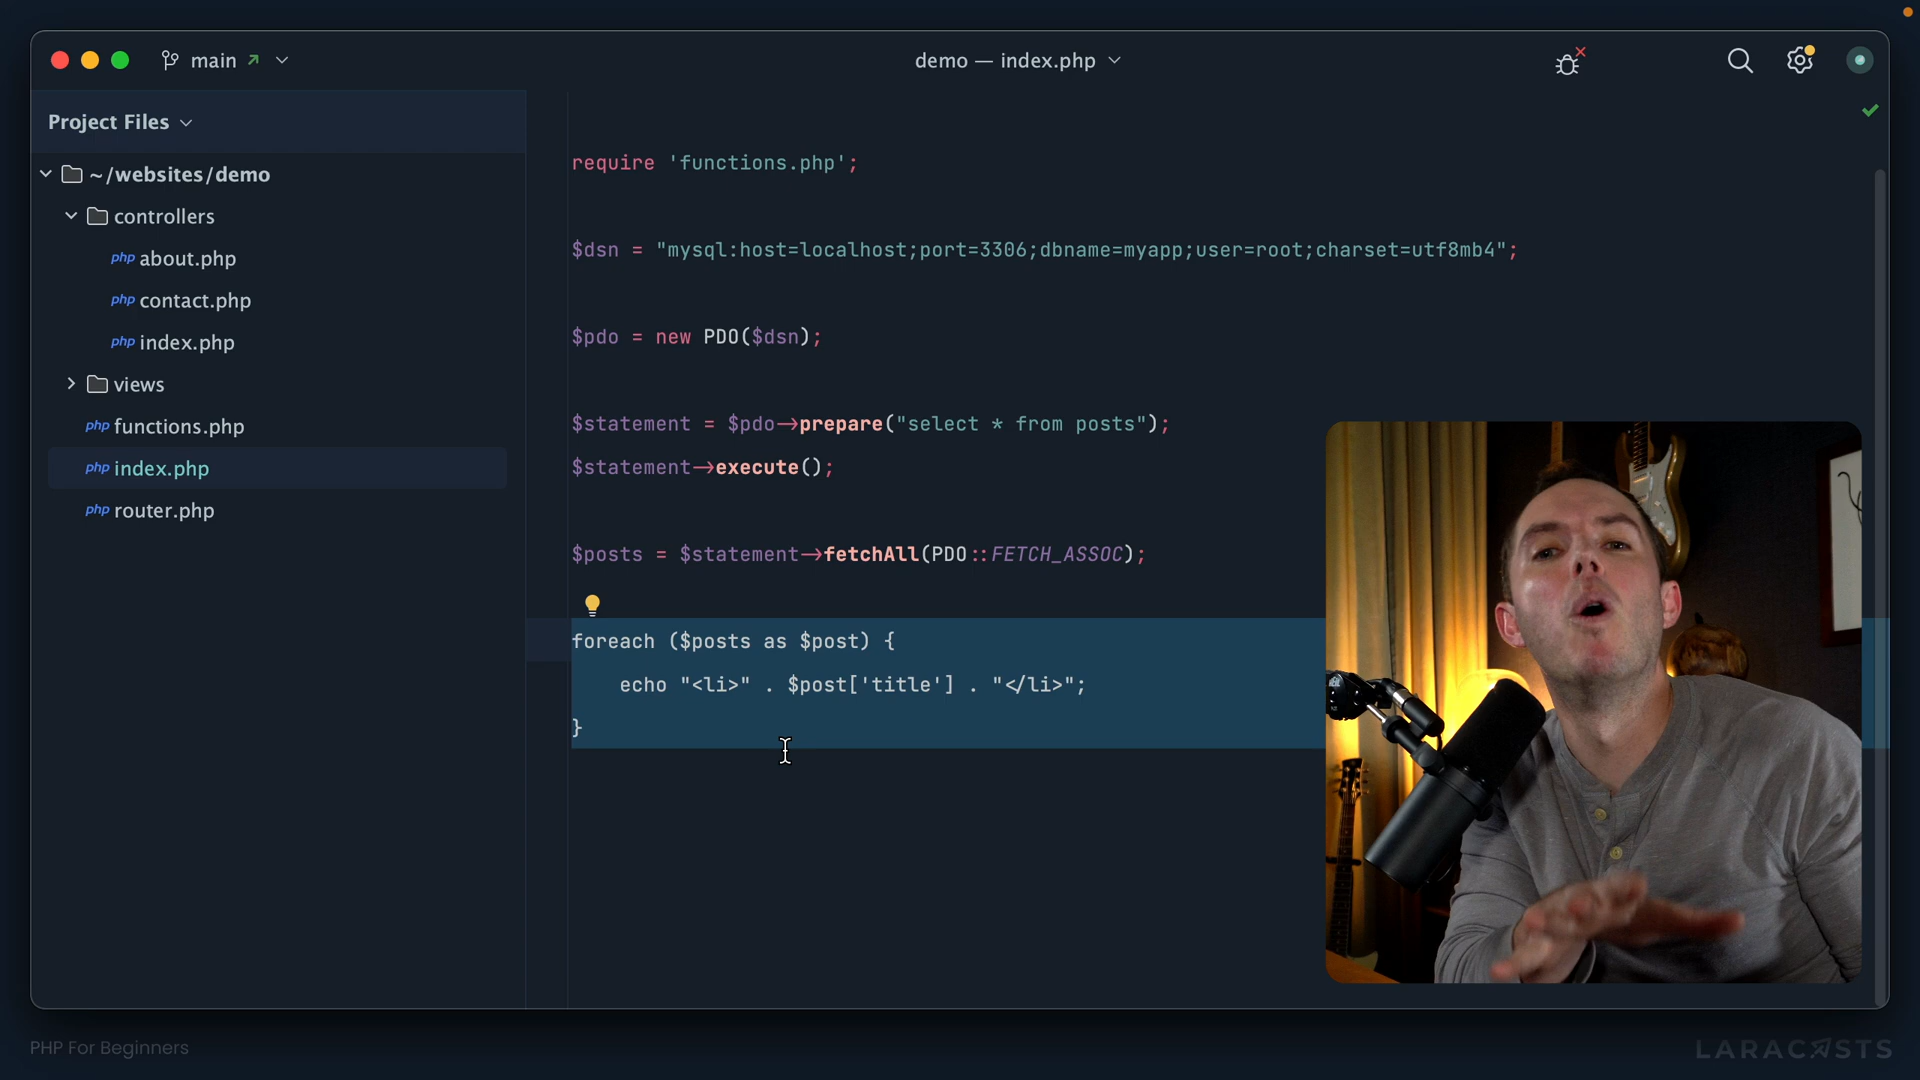 main
demo — index.php
Project Files
~/websites/demo
controllers
php about.php
php contact.php
php index.php
views
php functions.php
php index.php
php router.php
require 'functions.php';
$dsn = "mysql:host=localhost;port=3306;dbname=myapp;user=root;charset=utf8mb4";
$pdo = new PDO($dsn);
$statement = $pdo->prepare("select * from posts");
$statement->execute();
$posts = $statement->fetchAll(PDO::FETCH_ASSOC);
foreach ($posts as $post) {
echo "<li>" . $post['title'] . "</li>";
}
PHP For Beginners
LARACASTS